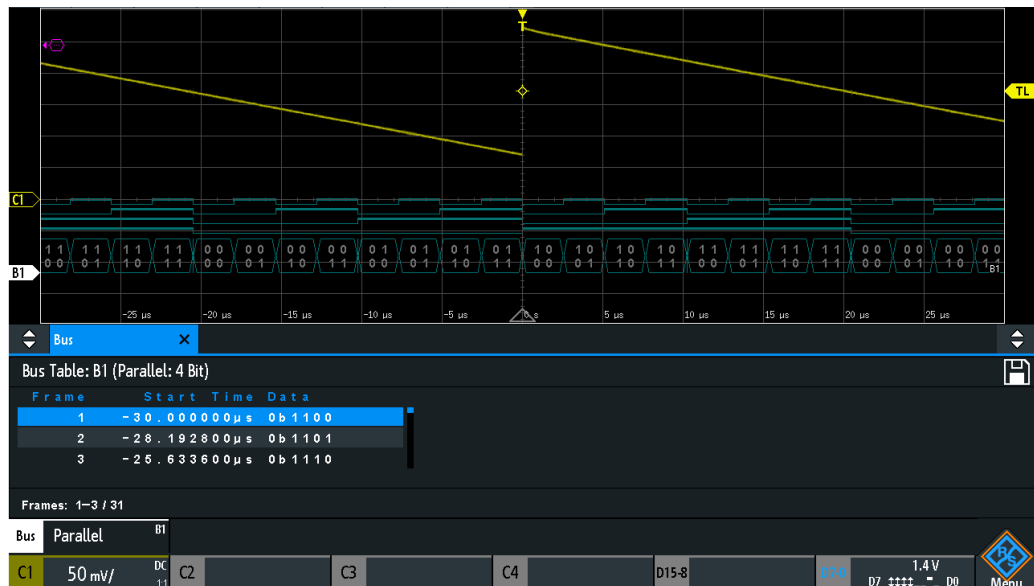 T
TL
C1
11 11 11 11 00 00 00 00 01 01 01 01 10 10 10 10 11 11 11 11 00 00 00 00
00 01 10 11 00 01 10 11 00 01 10 11 00 01 10 11 00 01 10 11 00 01 10 11
B1 B1
-25 µs -20 µs -15 µs -10 µs -5 µs 0 s 5 µs 10 µs 15 µs 20 µs 25 µs
Bus ×
Bus Table: B1 (Parallel: 4 Bit)
Frame Start Time Data
1 -30.000000µs 0b1100
2 -28.192800µs 0b1101
3 -25.633600µs 0b1110
Frames: 1-3 / 31
Bus Parallel B1
C1 50 mV/ DC 1:1 C2 C3 C4 D15-8 D7-0 1.4 V
D7 D0 R&S Menu